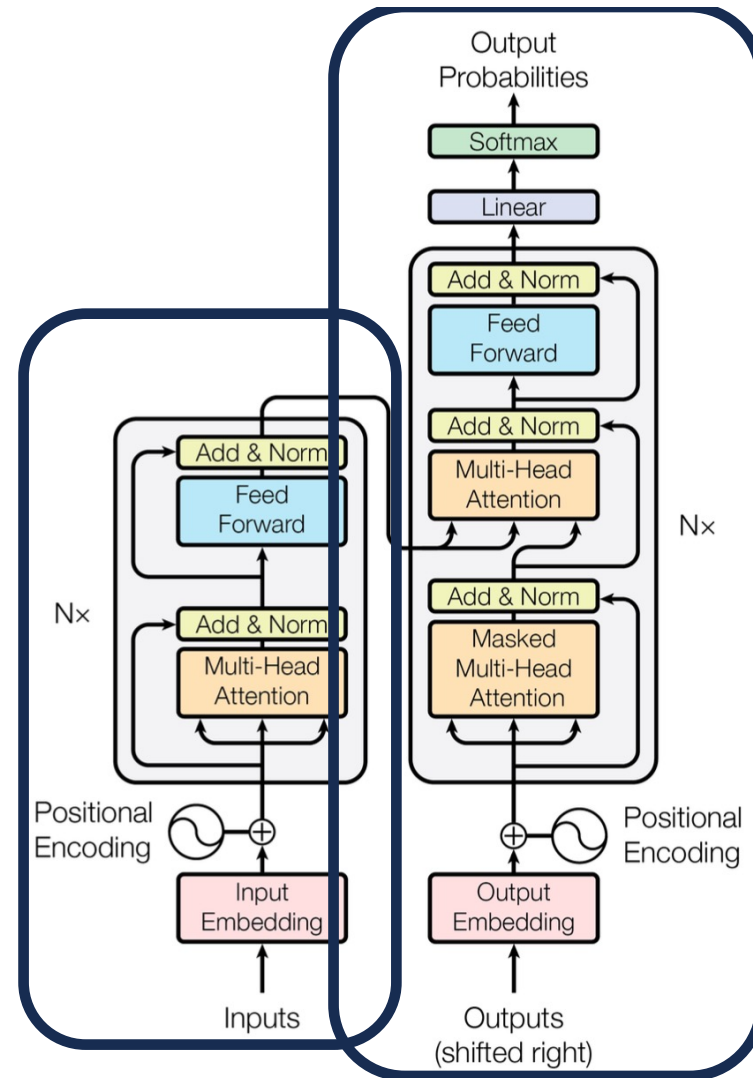 Output
Probabilities
Softmax
Linear
Add & Norm
Feed
Forward
Add & Norm
Multi-Head
Attention
Nx
Add & Norm
Masked
Multi-Head
Attention
Positional
Encoding
Output
Embedding
Outputs
(shifted right)
Add & Norm
Feed
Forward
Nx
Add & Norm
Multi-Head
Attention
Positional
Encoding
Input
Embedding
Inputs